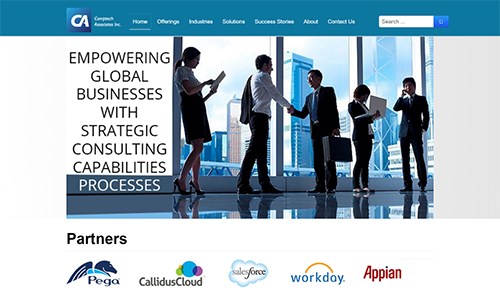 CA Comptech Associates Inc.
Home Offerings Industries Solutions Success Stories About Contact Us Search ...
EMPOWERING
GLOBAL
BUSINESSES
WITH
STRATEGIC
CONSULTING
CAPABILITIES
PROCESSES
Partners
Pega CallidusCloud salesforce workday. Appian